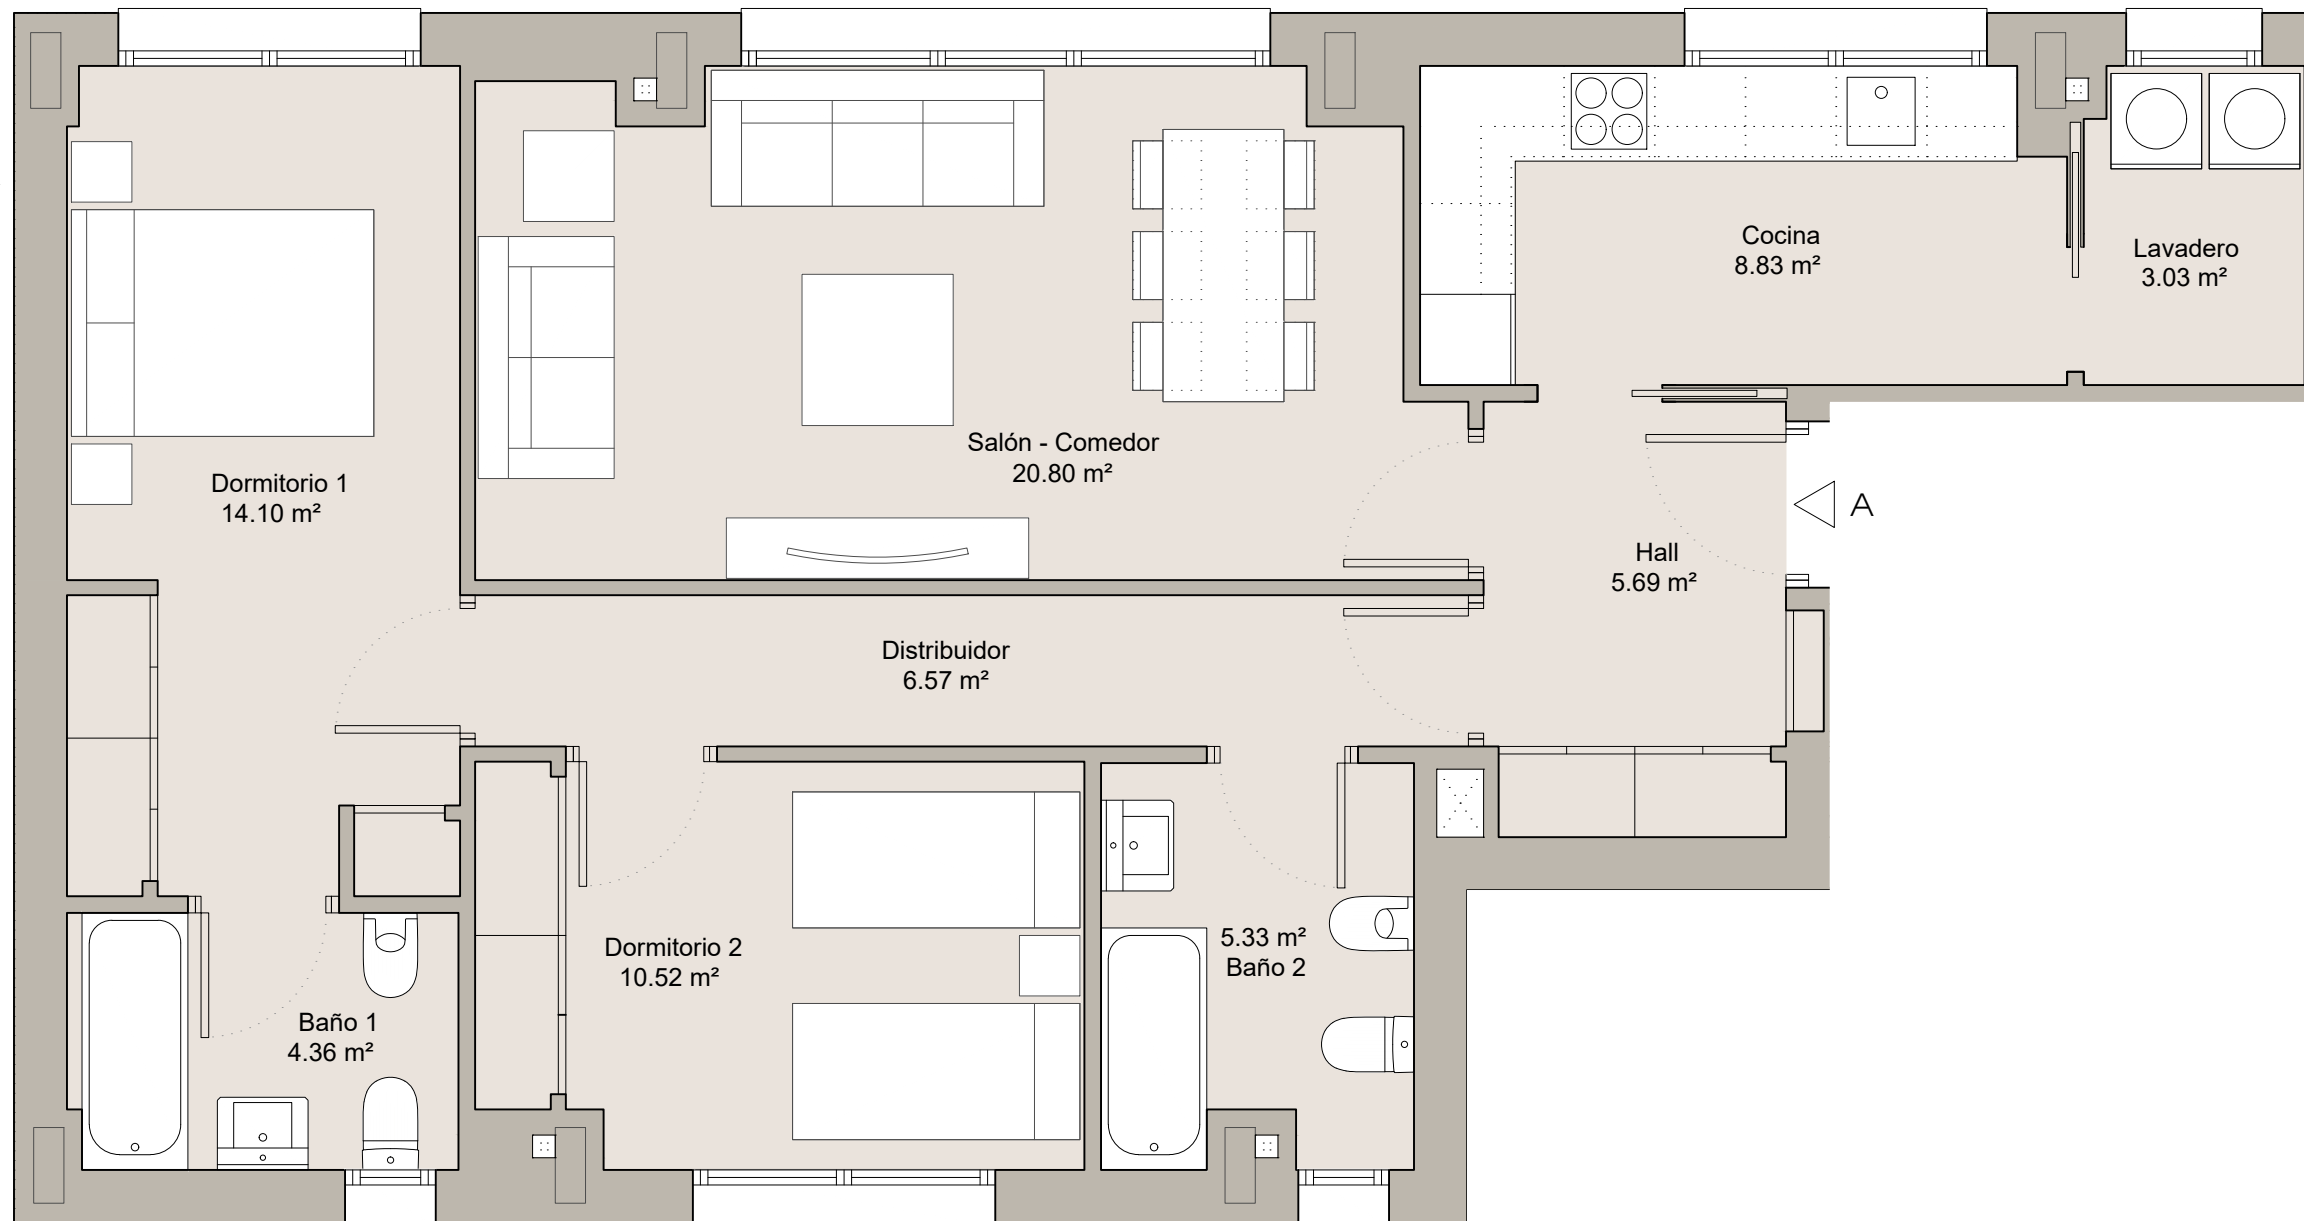 Cocina
8.83 m²
Lavadero
3.03 m²
Salón - Comedor
20.80 m²
Dormitorio 1
14.10 m²
A
Hall
5.69 m²
Distribuidor
6.57 m²
Dormitorio 2
10.52 m²
5.33 m²
Baño 2
Baño 1
4.36 m²